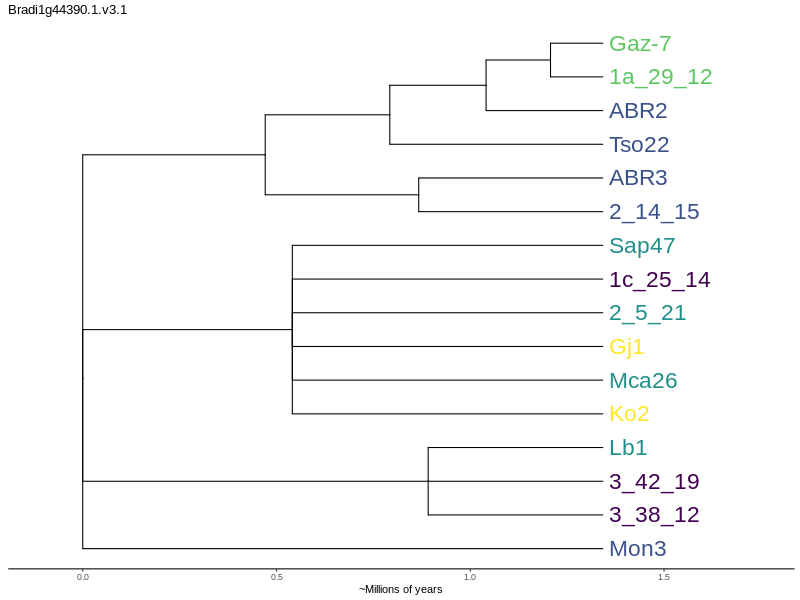 Bradi1g44390.1.v3.1
Gaz-7
1a_29_12
ABR2
Tso22
ABR3
2_14_15
Sap47
1c_25_14
2_5_21
Gj1
Mca26
Ko2
Lb1
3_42_19
3_38_12
Mon3
0.0 0.5 1.0 1.5
~Millions of years